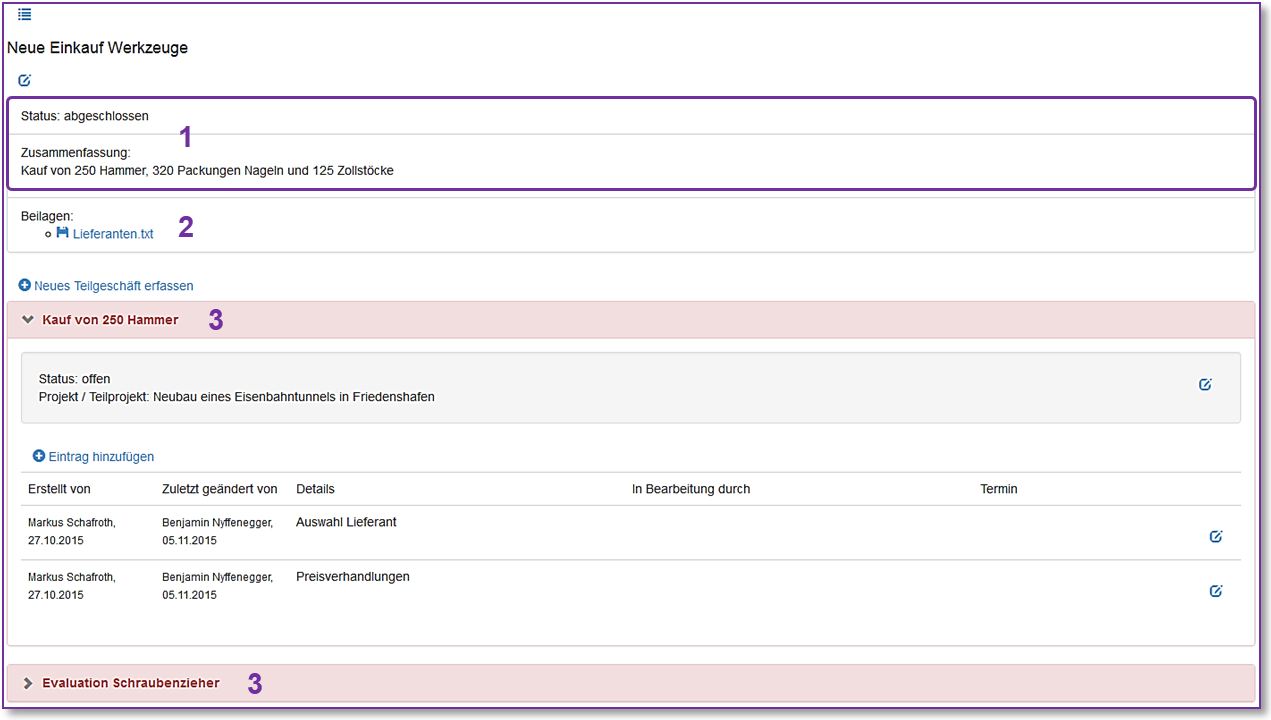 Neue Einkauf Werkzeuge
Status: abgeschlossen
1
Zusammenfassung:
Kauf von 250 Hammer, 320 Packungen Nageln und 125 Zollstöcke
Beilagen:
Lieferanten.txt
2
Neues Teilgeschäft erfassen
Kauf von 250 Hammer 3
Status: offen
Projekt / Teilprojekt: Neubau eines Eisenbahntunnels in Friedenshafen
Eintrag hinzufügen
Erstellt von Zuletzt geändert von Details In Bearbeitung durch Termin
Markus Schafroth, Benjamin Nyffenegger, Auswahl Lieferant
27.10.2015 05.11.2015
Markus Schafroth, Benjamin Nyffenegger, Preisverhandlungen
27.10.2015 05.11.2015
Evaluation Schraubenzieher 3